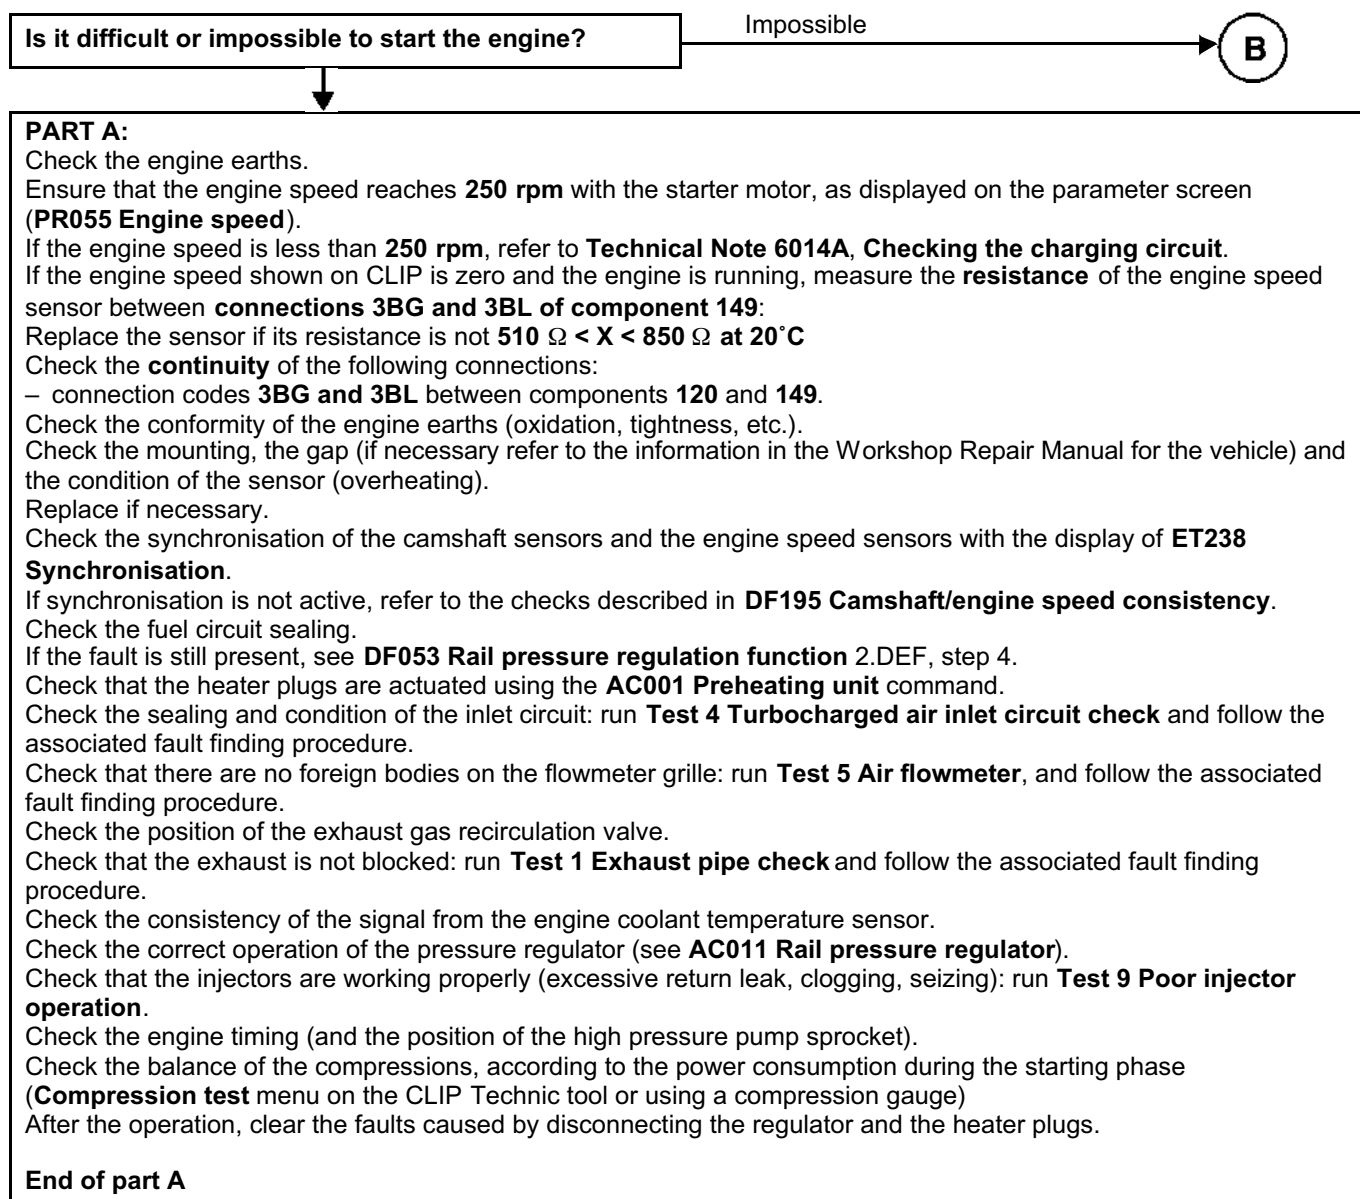 Is it difficult or impossible to start the engine?
Impossible
B
PART A:
Check the engine earths.
Ensure that the engine speed reaches 250 rpm with the starter motor, as displayed on the parameter screen
(PR055 Engine speed).
If the engine speed is less than 250 rpm, refer to Technical Note 6014A, Checking the charging circuit.
If the engine speed shown on CLIP is zero and the engine is running, measure the resistance of the engine speed
sensor between connections 3BG and 3BL of component 149:
Replace the sensor if its resistance is not 510 Ω < X < 850 Ω at 20˚C
Check the continuity of the following connections:
– connection codes 3BG and 3BL between components 120 and 149.
Check the conformity of the engine earths (oxidation, tightness, etc.).
Check the mounting, the gap (if necessary refer to the information in the Workshop Repair Manual for the vehicle) and
the condition of the sensor (overheating).
Replace if necessary.
Check the synchronisation of the camshaft sensors and the engine speed sensors with the display of ET238
Synchronisation.
If synchronisation is not active, refer to the checks described in DF195 Camshaft/engine speed consistency.
Check the fuel circuit sealing.
If the fault is still present, see DF053 Rail pressure regulation function 2.DEF, step 4.
Check that the heater plugs are actuated using the AC001 Preheating unit command.
Check the sealing and condition of the inlet circuit: run Test 4 Turbocharged air inlet circuit check and follow the
associated fault finding procedure.
Check that there are no foreign bodies on the flowmeter grille: run Test 5 Air flowmeter, and follow the associated
fault finding procedure.
Check the position of the exhaust gas recirculation valve.
Check that the exhaust is not blocked: run Test 1 Exhaust pipe check and follow the associated fault finding
procedure.
Check the consistency of the signal from the engine coolant temperature sensor.
Check the correct operation of the pressure regulator (see AC011 Rail pressure regulator).
Check that the injectors are working properly (excessive return leak, clogging, seizing): run Test 9 Poor injector
operation.
Check the engine timing (and the position of the high pressure pump sprocket).
Check the balance of the compressions, according to the power consumption during the starting phase
(Compression test menu on the CLIP Technic tool or using a compression gauge)
After the operation, clear the faults caused by disconnecting the regulator and the heater plugs.
End of part A